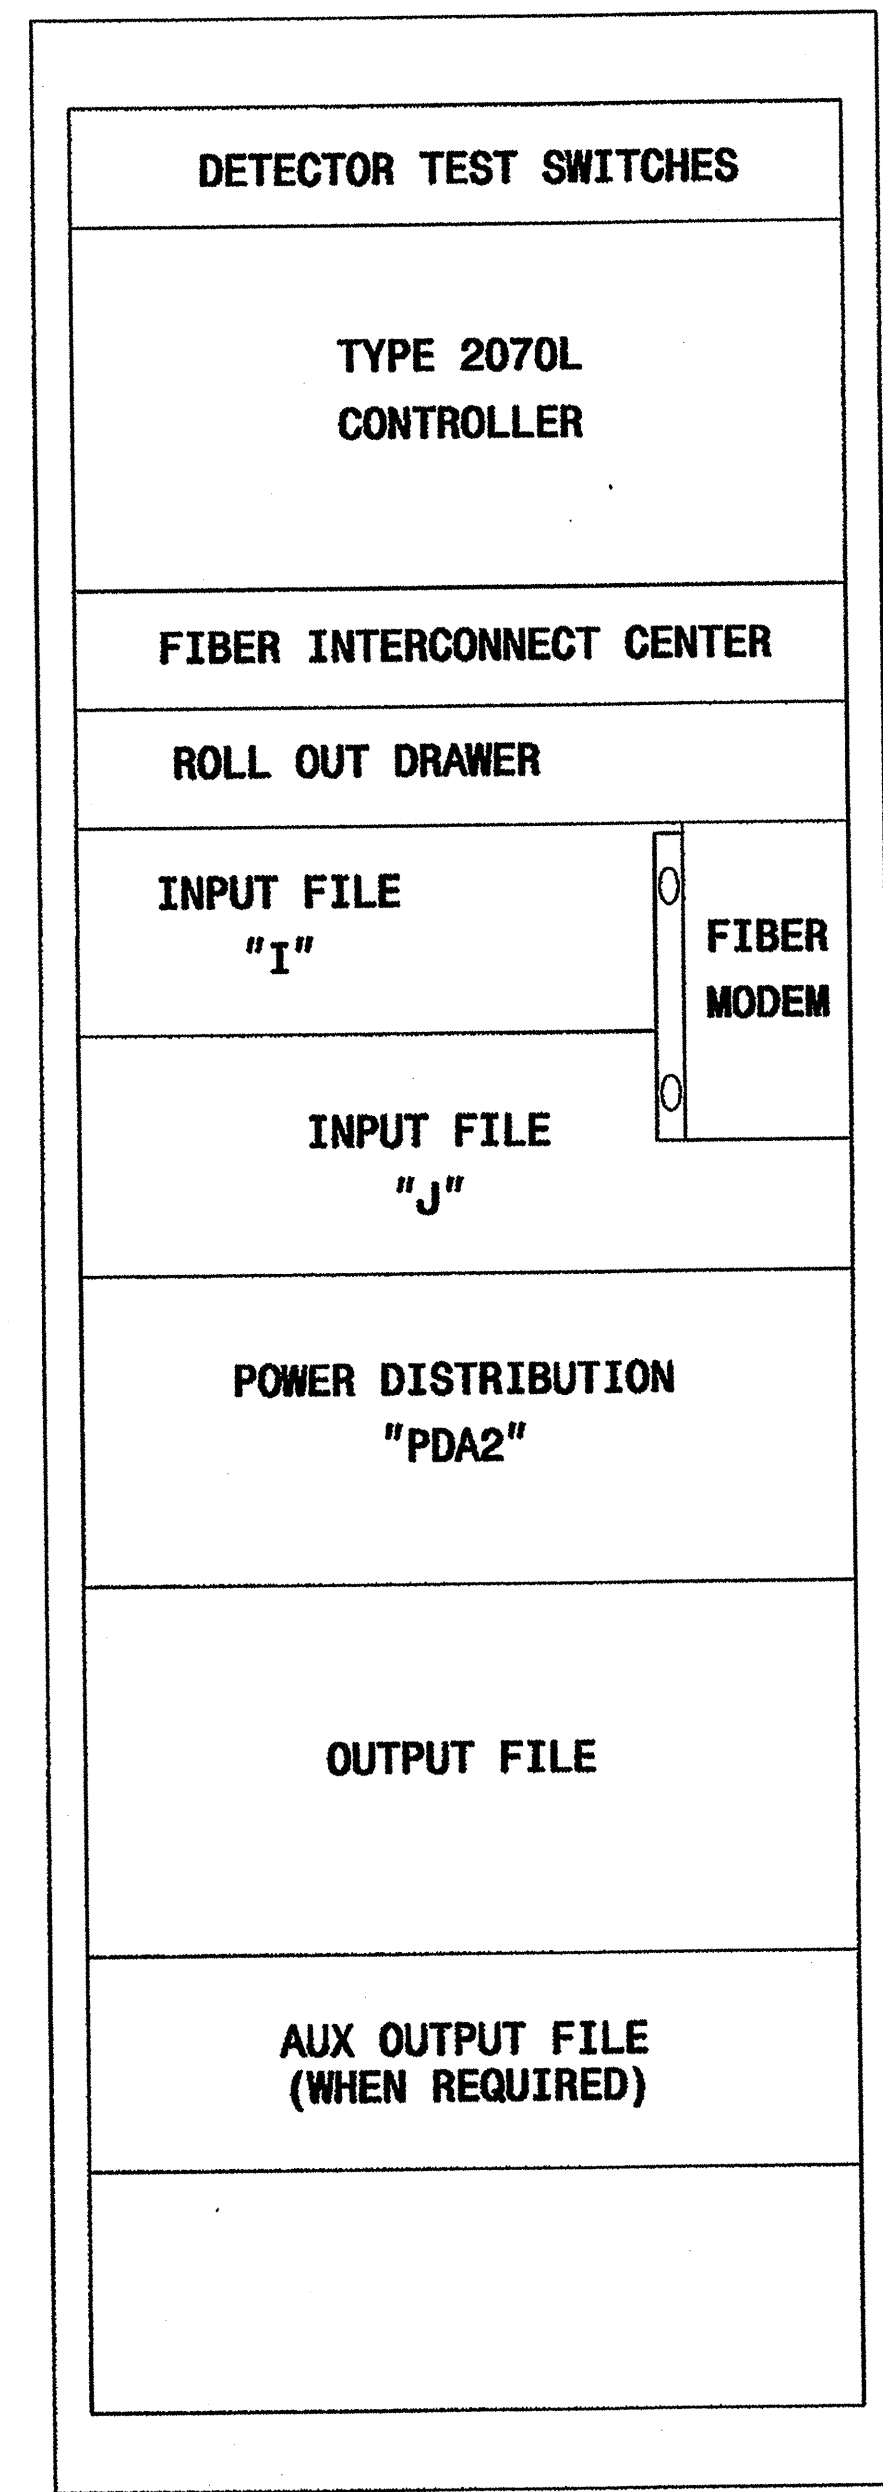 DETECTOR TEST SWITCHES
TYPE 2070L
CONTROLLER
FIBER INTERCONNECT CENTER
ROLL OUT DRAWER
INPUT FILE
"I"
FIBER
MODEM
INPUT FILE
"J"
POWER DISTRIBUTION
"PDA2"
OUTPUT FILE
AUX OUTPUT FILE
(WHEN REQUIRED)